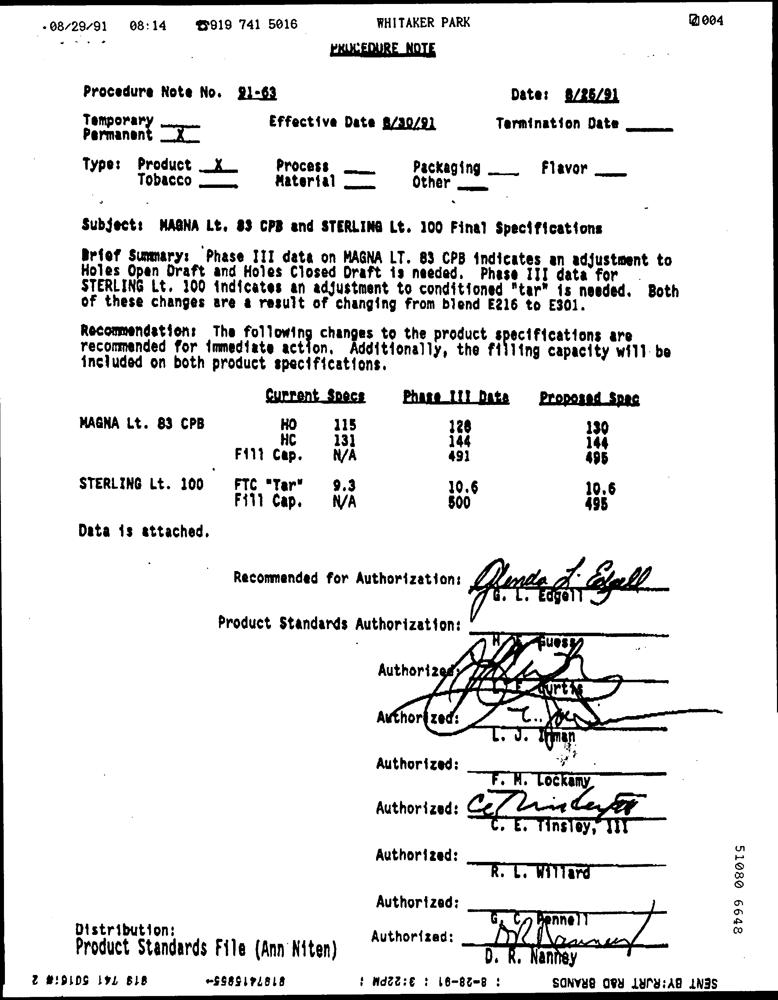 08/29/91 08:14 ☎919 741 5016 WHITAKER PARK 004
PROCEDURE NOTE
Procedure Note No. 91-63 Date: 8/26/91
Temporary ____ Effective Date 8/30/91 Termination Date ____
Permanent X
Type: Product X Process ____ Packaging ____ Flavor ____
Tobacco ____ Material ____ Other ____
Subject: MAGNA Lt. 83 CPB and STERLING Lt. 100 Final Specifications
Brief Summary: Phase III data on MAGNA LT. 83 CPB indicates an adjustment to
Holes Open Draft and Holes Closed Draft is needed. Phase III data for
STERLING Lt. 100 indicates an adjustment to conditioned "tar" is needed. Both
of these changes are a result of changing from blend E216 to E301.
Recommendation: The following changes to the product specifications are
recommended for immediate action. Additionally, the filling capacity will be
included on both product specifications.
Current Specs Phase III Data Proposed Spec
MAGNA Lt. 83 CPB HO 115 128 130
HC 131 144 144
Fill Cap. N/A 491 495
STERLING Lt. 100 FTC "Tar" 9.3 10.6 10.6
Fill Cap. N/A 500 495
Data is attached.
Recommended for Authorization: Glenda L. Edgell
G. L. Edgell
Product Standards Authorization:
Guess
Authorized:
Curtis
Authorized:
L. J. Inman
Authorized:
F. M. Lockamy
Authorized: C E Tinsley III
C. E. Tinsley, III
Authorized:
R. L. Willard
Authorized:
G. C. Pennell
Authorized: D R Nanney
D. R. Nanney
Distribution:
Product Standards File (Ann Niten)
SENT BY:RJRT R&D BRANDS : 8-28-91 : 3:22PM ; 9197415955→ 919 741 5016;# 2
51080 6648